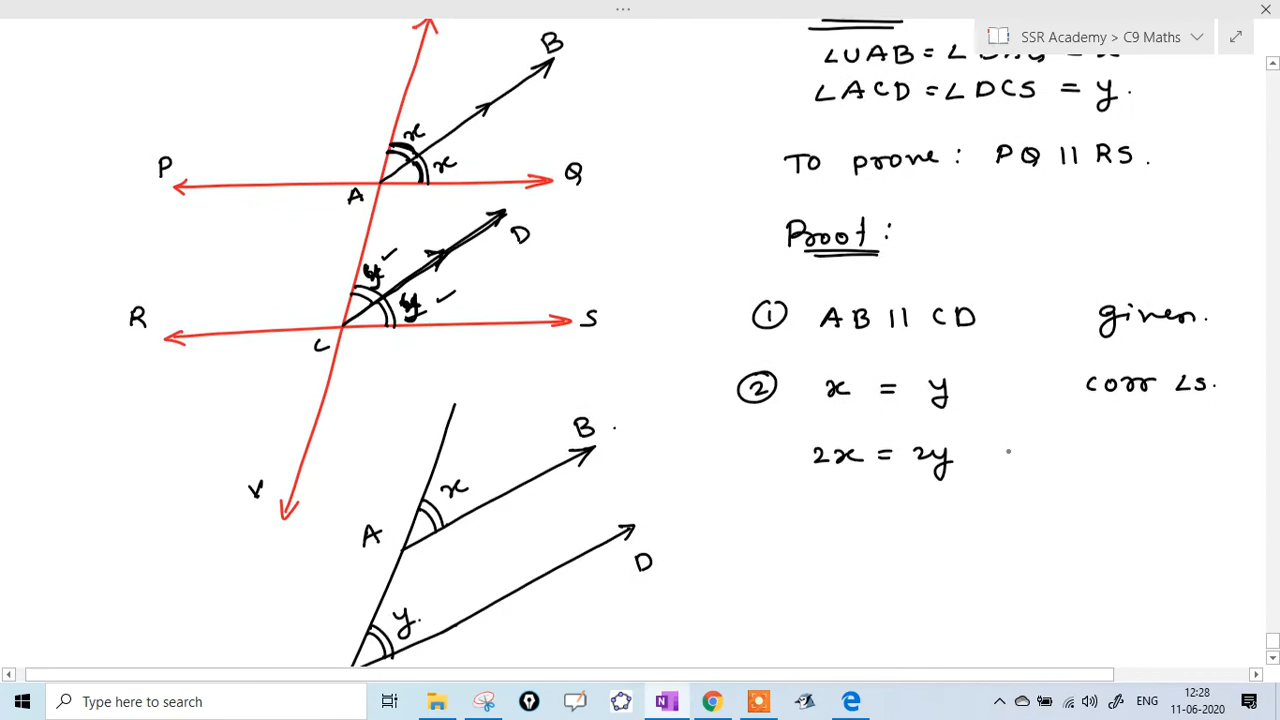 SSR Academy > C9 Maths
∠UAB = ∠
∠ACD = ∠DCS = y.
To prove: PQ || RS.
Proof:
① AB || CD given.
② x = y corr ∠s.
2x = 2y
B
x
x
P
Q
A
D
y
y
R
S
C
V
B
x
A
D
y.
Type here to search
12:28
11-06-2020